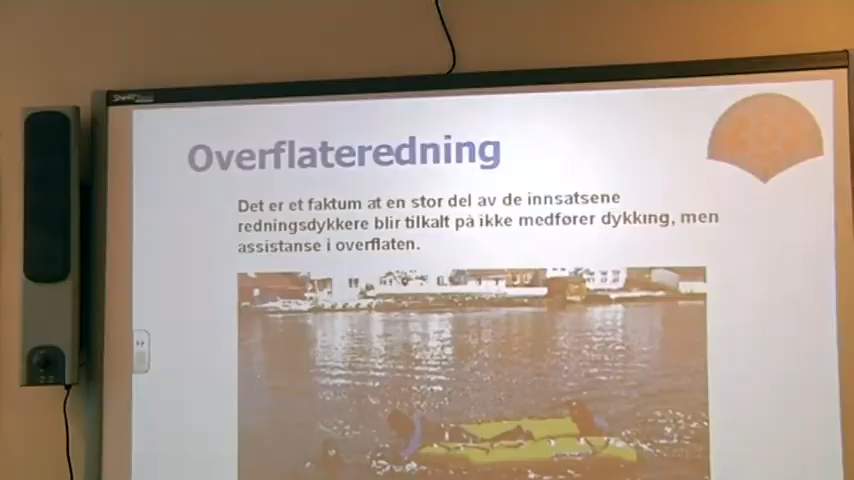 Overflateredning
Det er et faktum at en stor del av de innsatsene
redningsdykkere blir tilkalt på ikke medfører dykking, men
assistanse i overflaten.